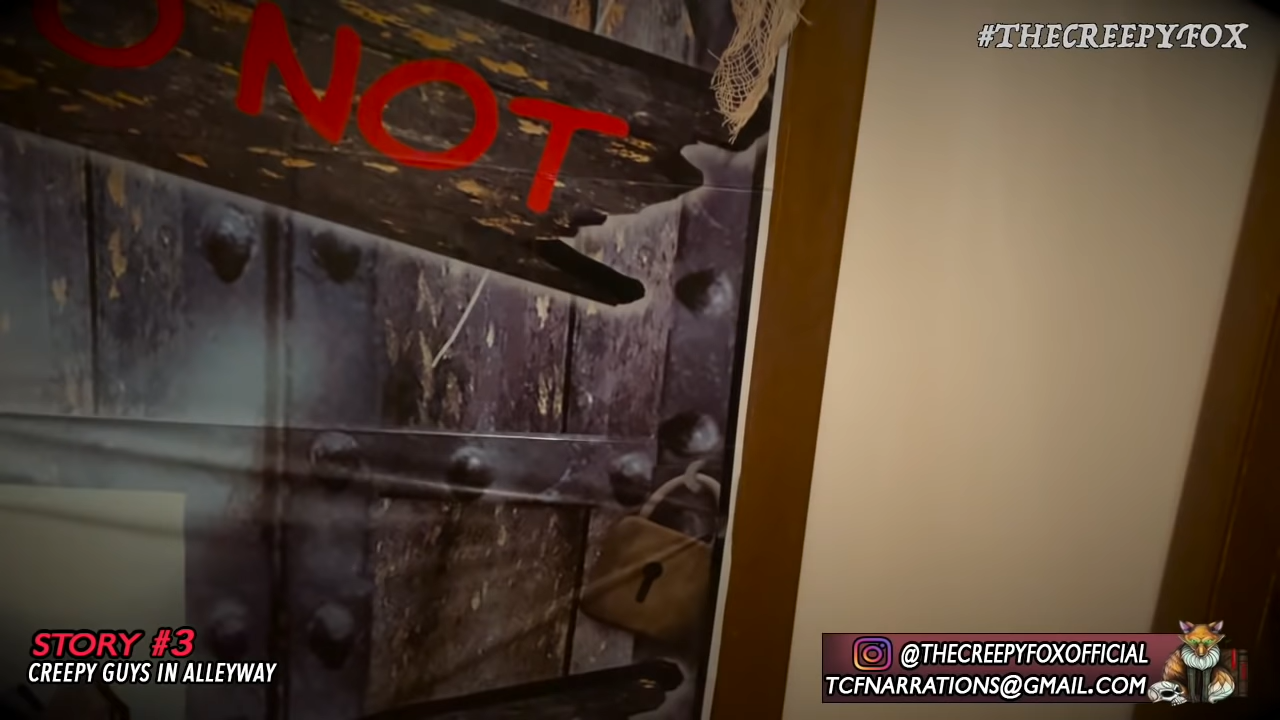 #THECREEPYFOX
O NOT
STORY #3
CREEPY GUYS IN ALLEYWAY
@THECREEPYFOXOFFICIAL
TCFNARRATIONS@GMAIL.COM